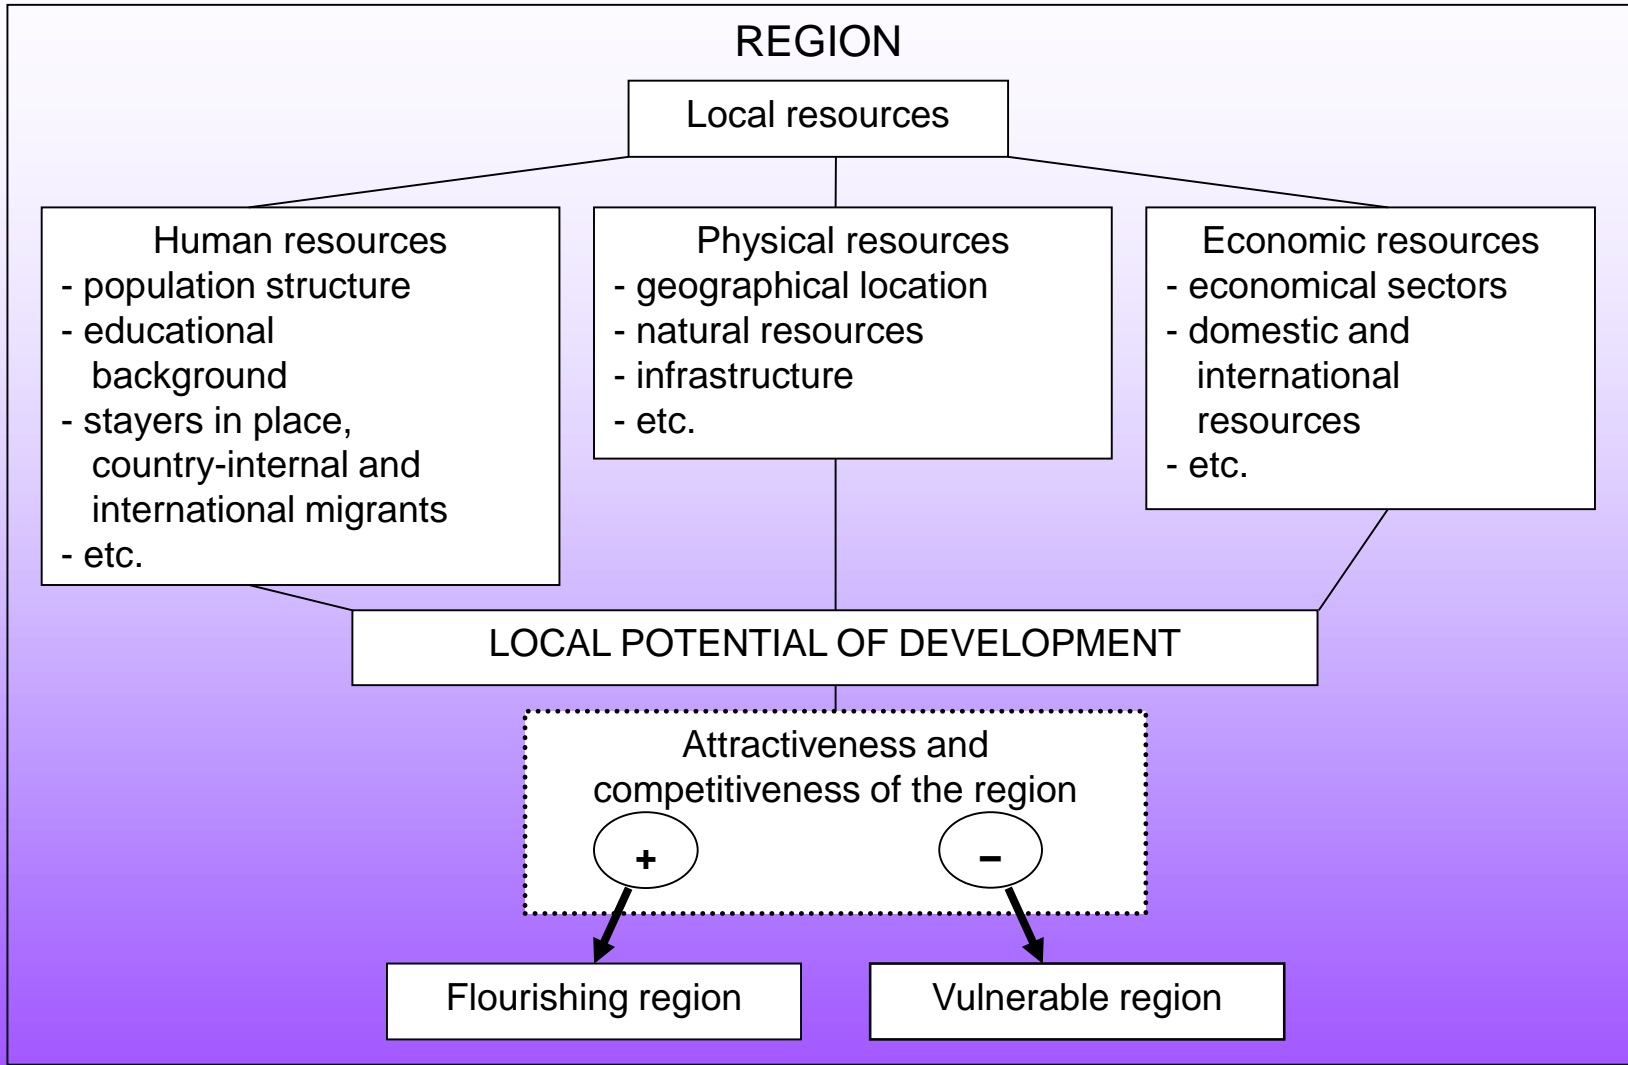 REGION
Local resources
Human resources
- population structure
- educational
background
- stayers in place,
country-internal and
international migrants
- etc.
Physical resources
- geographical location
- natural resources
- infrastructure
- etc.
Economic resources
- economical sectors
- domestic and
international
resources
- etc.
LOCAL POTENTIAL OF DEVELOPMENT
Attractiveness and
competitiveness of the region
+
−
Flourishing region
Vulnerable region